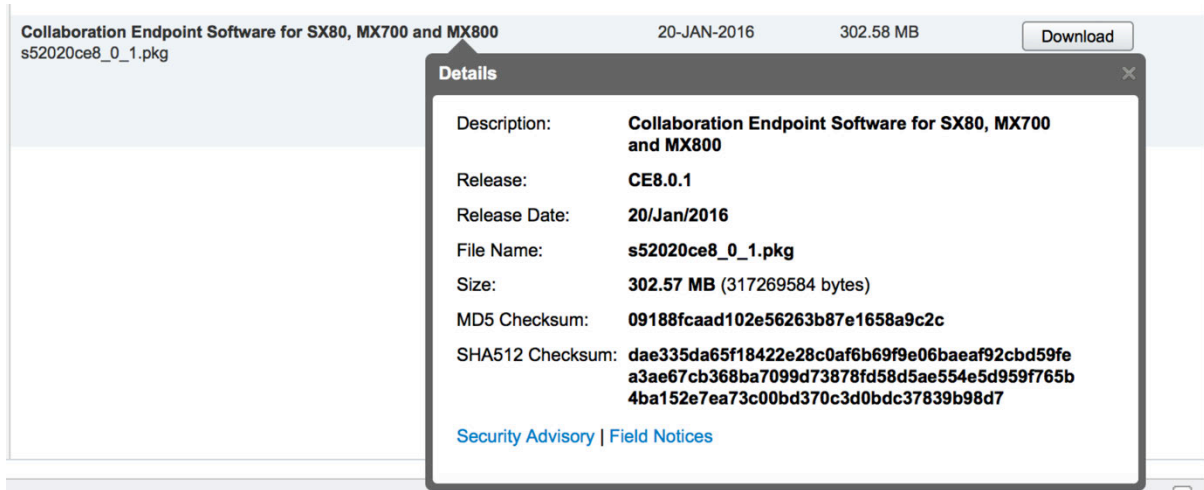 Collaboration Endpoint Software for SX80, MX700 and MX800 20-JAN-2016 302.58 MB Download
s52020ce8_0_1.pkg
Details
Description: Collaboration Endpoint Software for SX80, MX700
and MX800
Release: CE8.0.1
Release Date: 20/Jan/2016
File Name: s52020ce8_0_1.pkg
Size: 302.57 MB (317269584 bytes)
MD5 Checksum: 09188fcaad102e56263b87e1658a9c2c
SHA512 Checksum: dae335da65f18422e28c0af6b69f9e06baeaf92cbd59fe
a3ae67cb368ba7099d73878fd58d5ae554e5d959f765b
4ba152e7ea73c00bd370c3d0bdc37839b98d7
Security Advisory | Field Notices